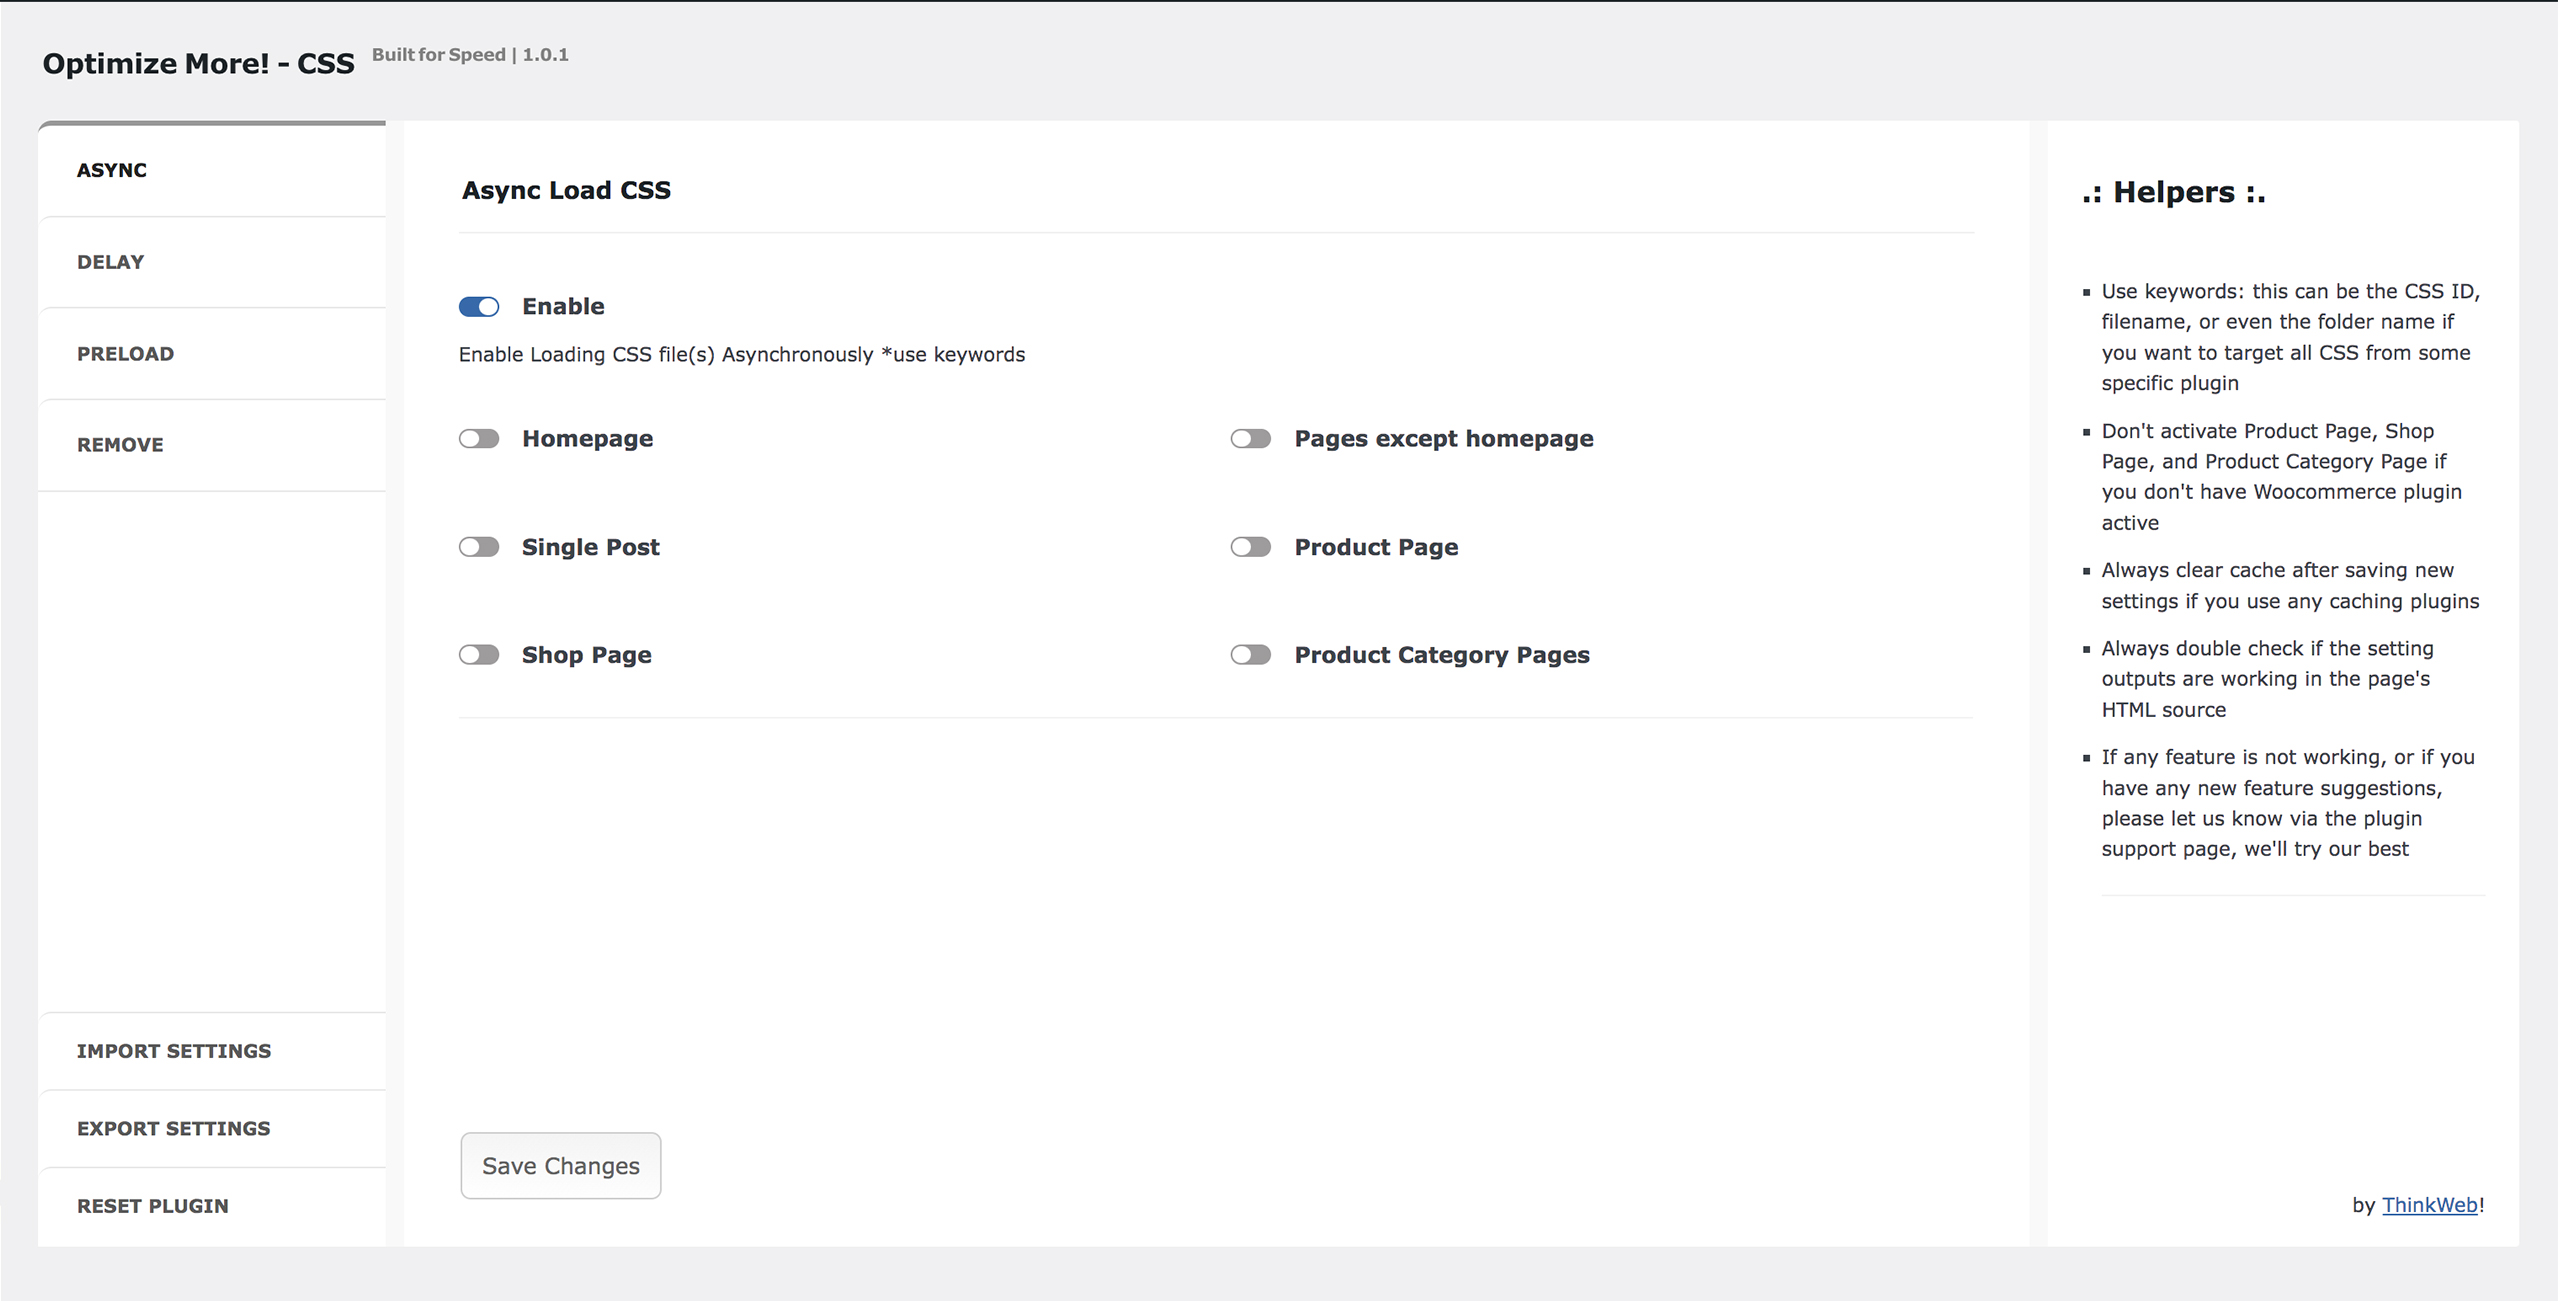 Optimize More! - CSS Built for Speed | 1.0.1
ASYNC
DELAY
PRELOAD
REMOVE
IMPORT SETTINGS
EXPORT SETTINGS
RESET PLUGIN
Async Load CSS
Enable
Enable Loading CSS file(s) Asynchronously *use keywords
Homepage
Pages except homepage
Single Post
Product Page
Shop Page
Product Category Pages
Save Changes
.: Helpers :.
Use keywords: this can be the CSS ID,
filename, or even the folder name if
you want to target all CSS from some
specific plugin
Don't activate Product Page, Shop
Page, and Product Category Page if
you don't have Woocommerce plugin
active
Always clear cache after saving new
settings if you use any caching plugins
Always double check if the setting
outputs are working in the page's
HTML source
If any feature is not working, or if you
have any new feature suggestions,
please let us know via the plugin
support page, we'll try our best
by ThinkWeb!